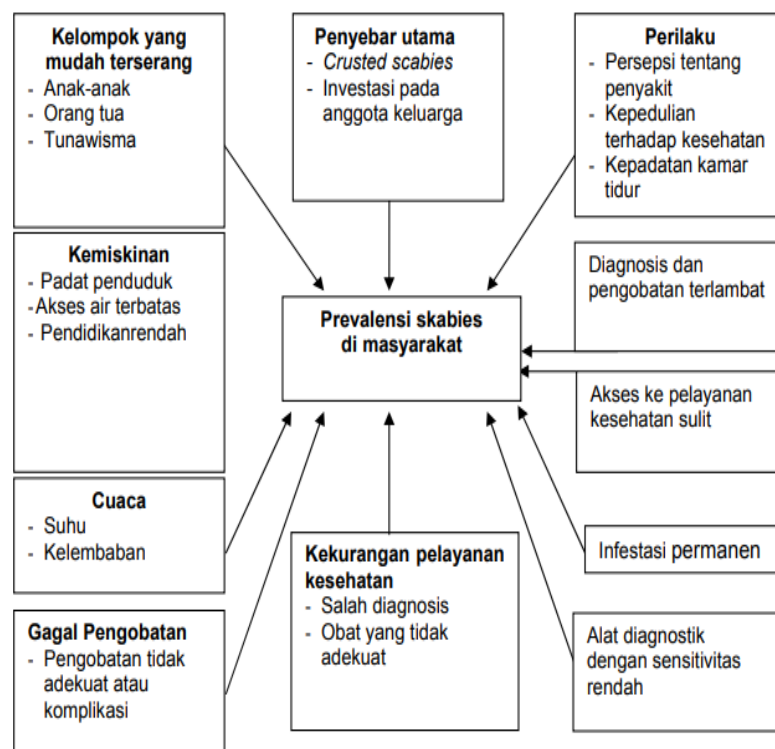 Kelompok yang
mudah terserang
- Anak-anak
- Orang tua
- Tunawisma
Penyebar utama
- Crusted scabies
- Investasi pada
anggota keluarga
Perilaku
- Persepsi tentang
penyakit
- Kepedulian
terhadap kesehatan
- Kepadatan kamar
tidur
Kemiskinan
- Padat penduduk
-Akses air terbatas
- Pendidikanrendah
Prevalensi skabies
di masyarakat
Diagnosis dan
pengobatan terlambat
Akses ke pelayanan
kesehatan sulit
Cuaca
- Suhu
- Kelembaban
Kekurangan pelayanan
kesehatan
- Salah diagnosis
- Obat yang tidak
adekuat
Infestasi permanen
Gagal Pengobatan
- Pengobatan tidak
adekuat atau
komplikasi
Alat diagnostik
dengan sensitivitas
rendah